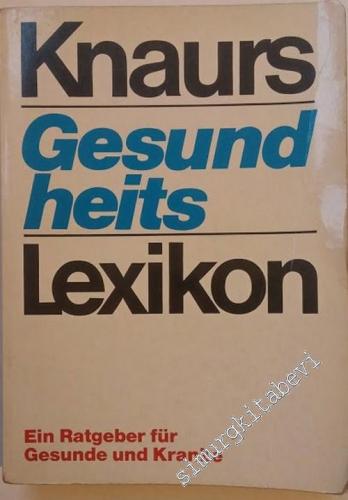 Knaurs
Gesund
heits
Lexikon
Ein Ratgeber für
Gesunde und Kranke
simurgkitabevi